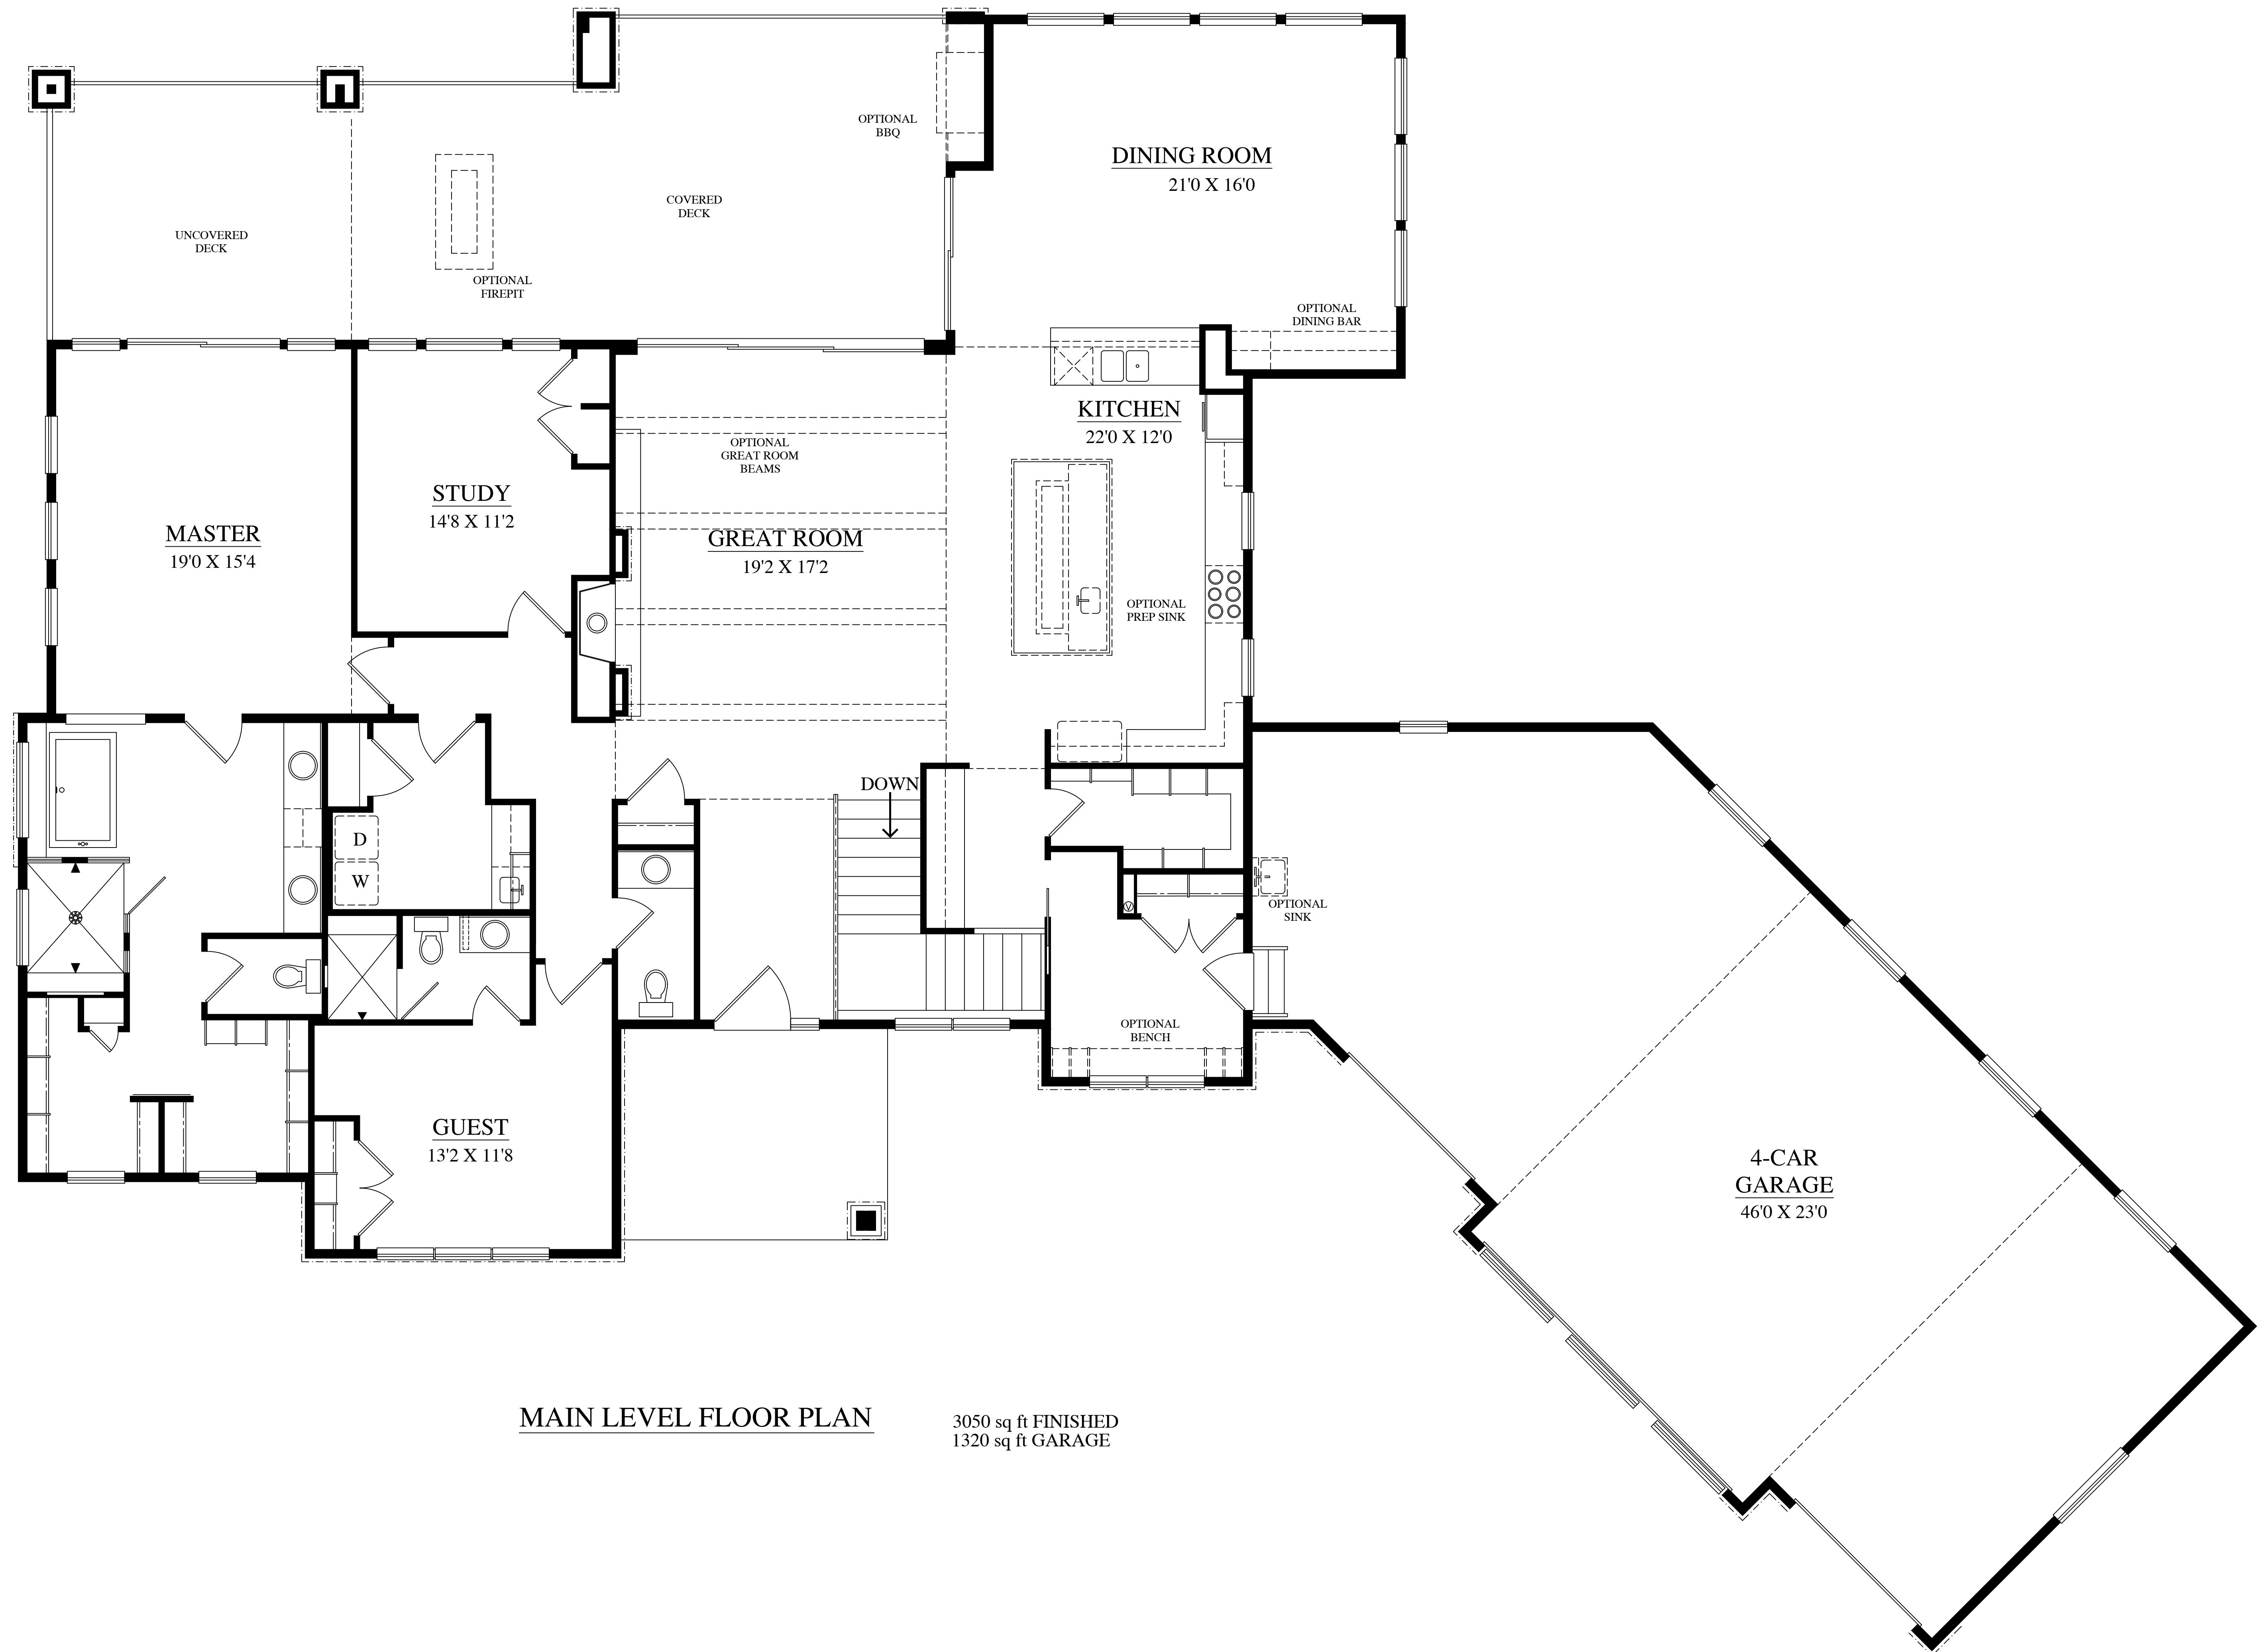 OPTIONAL
BBQ
DINING ROOM
21'0 X 16'0
COVERED
DECK
UNCOVERED
DECK
OPTIONAL
FIREPIT
OPTIONAL
DINING BAR
KITCHEN
22'0 X 12'0
OPTIONAL
GREAT ROOM
BEAMS
STUDY
14'8 X 11'2
MASTER
19'0 X 15'4
GREAT ROOM
19'2 X 17'2
OPTIONAL
PREP SINK
DOWN
D
W
V
OPTIONAL
SINK
OPTIONAL
BENCH
GUEST
13'2 X 11'8
4-CAR
GARAGE
46'0 X 23'0
MAIN LEVEL FLOOR PLAN
3050 sq ft FINISHED
1320 sq ft GARAGE